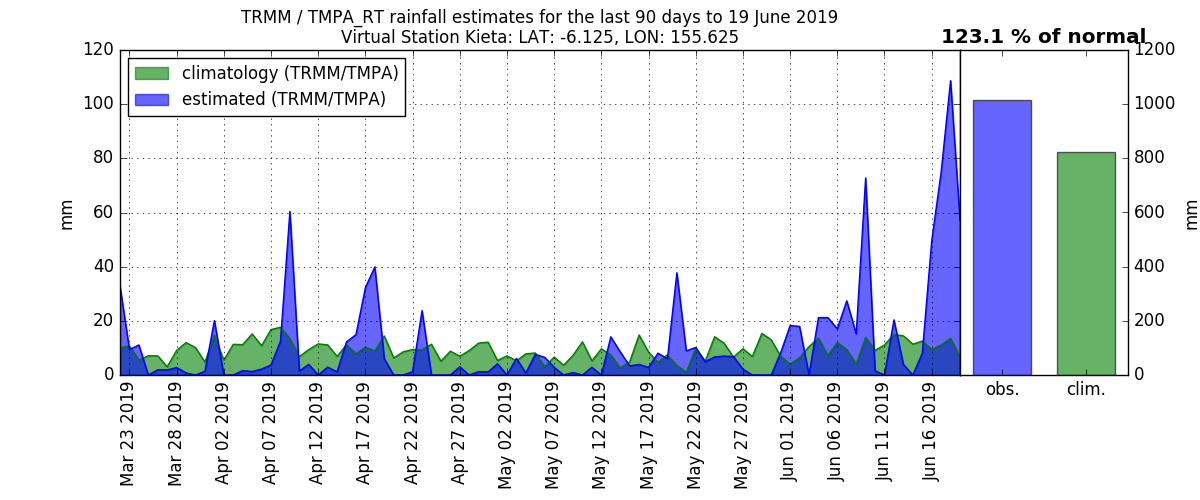 TRMM / TMPA_RT rainfall estimates for the last 90 days to 19 June 2019
Virtual Station Kieta: LAT: -6.125, LON: 155.625
123.1 % of normal
climatology (TRMM/TMPA)
estimated (TRMM/TMPA)
120
100
80
60
40
20
0
mm
1200
1000
800
600
400
200
0
mm
Mar 23 2019
Mar 28 2019
Apr 02 2019
Apr 07 2019
Apr 12 2019
Apr 17 2019
Apr 22 2019
Apr 27 2019
May 02 2019
May 07 2019
May 12 2019
May 17 2019
May 22 2019
May 27 2019
Jun 01 2019
Jun 06 2019
Jun 11 2019
Jun 16 2019
obs.
clim.